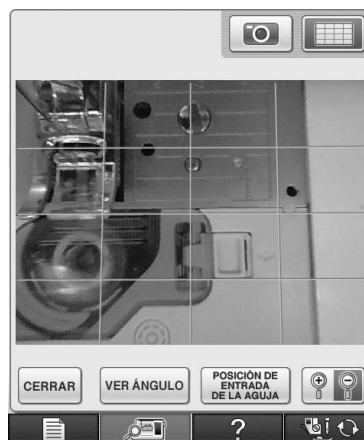 CERRAR
VER ÁNGULO
POSICIÓN DE
ENTRADA
DE LA AGUJA
?